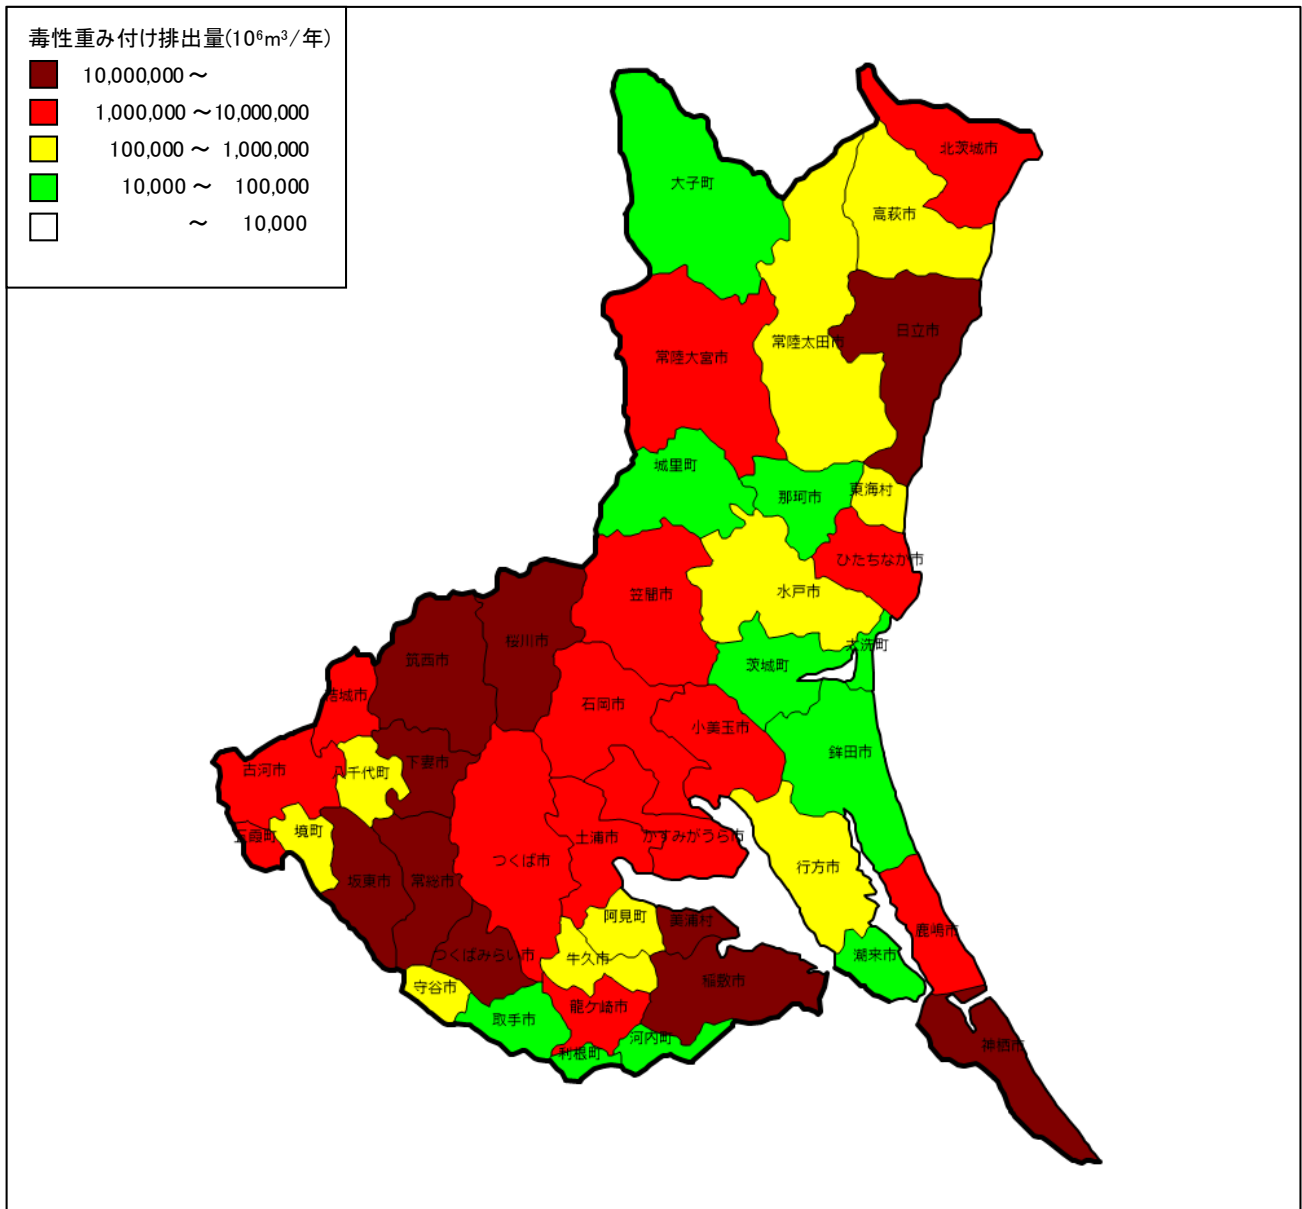 毒性重み付け排出量(10⁶m³/年)
10,000,000～
1,000,000～10,000,000
100,000～ 1,000,000
10,000～ 100,000
～ 10,000
北茨城市
大子町
高萩市
日立市
常陸太田市
常陸大宮市
城里町
東海村
那珂市
ひたちなか市
水戸市
笠間市
桜川市
大洗町
筑西市
茨城町
結城市
石岡市
小美玉市
鉾田市
下妻市
古河市
八千代町
境町
五霞町
土浦市
かすみがうら市
つくば市
行方市
坂東市
常総市
阿見町
美浦村
鹿嶋市
つくばみらい市
牛久市
潮来市
稲敷市
守谷市
龍ケ崎市
取手市
河内町
神栖市
利根町